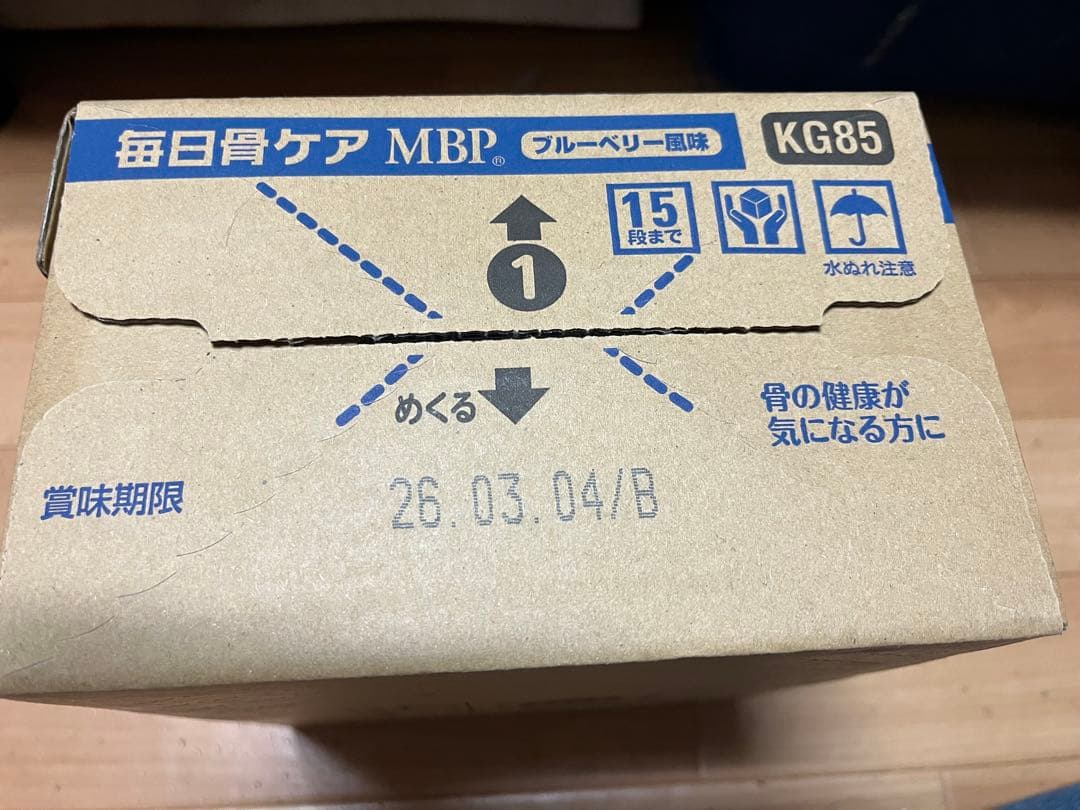 毎日骨ケア MBP® ブルーベリー風味 KG85
15
段まで
水ぬれ注意
1
めくる
骨の健康が
気になる方に
賞味期限 26.03.04/B